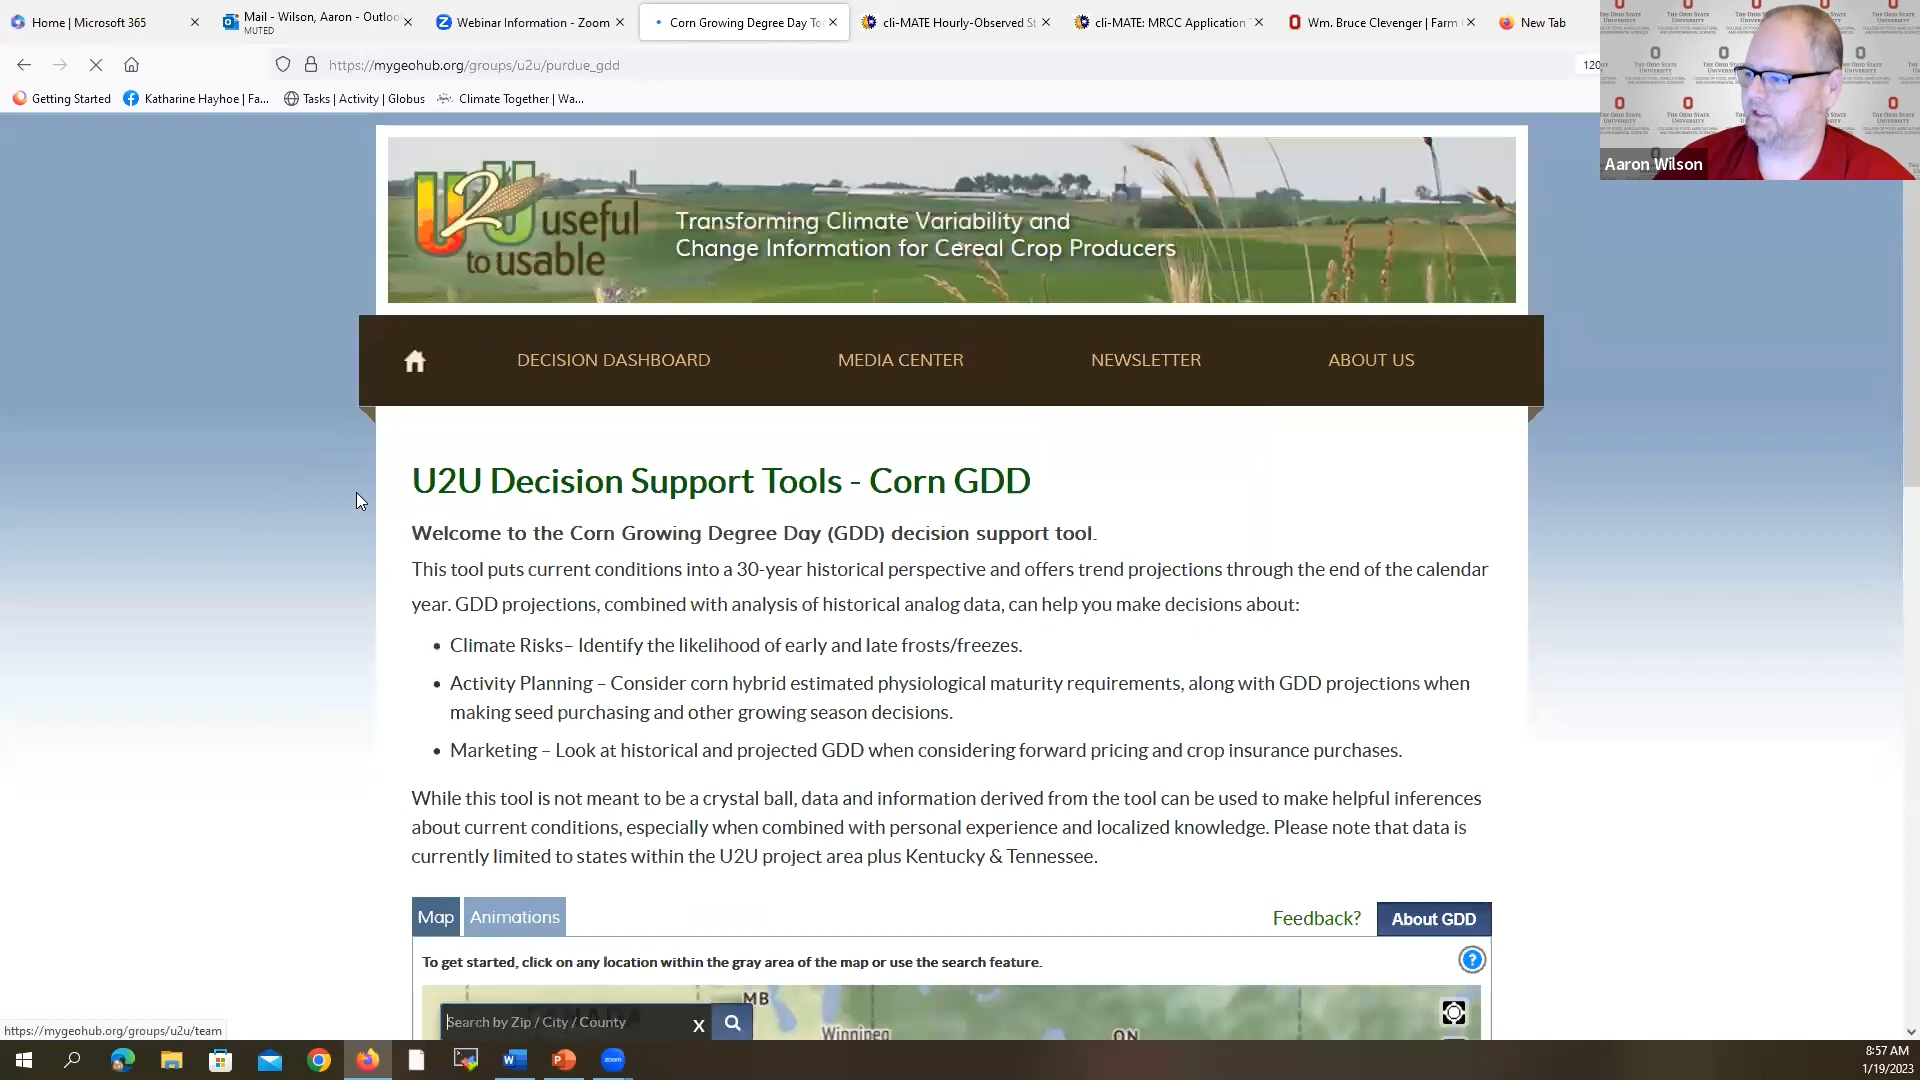 Home | Microsoft 365
Mail - Wilson, Aaron - Outlo
MUTED
Webinar Information - Zoom
Corn Growing Degree Day To
cli-MATE Hourly-Observed St
cli-MATE: MRCC Application
Wm. Bruce Clevenger | Farm
New Tab
https://mygeohub.org/groups/u2u/purdue_gdd
120
Getting Started
Katharine Hayhoe | Fa...
Tasks | Activity | Globus
Climate Together | Wa...
THE OHIO STATE UNIVERSITY
Aaron Wilson
U2U useful
to usable
Transforming Climate Variability and
Change Information for Cereal Crop Producers
DECISION DASHBOARD
MEDIA CENTER
NEWSLETTER
ABOUT US
U2U Decision Support Tools - Corn GDD
Welcome to the Corn Growing Degree Day (GDD) decision support tool.
This tool puts current conditions into a 30-year historical perspective and offers trend projections through the end of the calendar
year. GDD projections, combined with analysis of historical analog data, can help you make decisions about:
• Climate Risks– Identify the likelihood of early and late frosts/freezes.
• Activity Planning – Consider corn hybrid estimated physiological maturity requirements, along with GDD projections when
making seed purchasing and other growing season decisions.
• Marketing – Look at historical and projected GDD when considering forward pricing and crop insurance purchases.
While this tool is not meant to be a crystal ball, data and information derived from the tool can be used to make helpful inferences
about current conditions, especially when combined with personal experience and localized knowledge. Please note that data is
currently limited to states within the U2U project area plus Kentucky & Tennessee.
Map
Animations
Feedback?
About GDD
To get started, click on any location within the gray area of the map or use the search feature.
MB
Search by Zip / City / County
X
Winnipeg
ON
https://mygeohub.org/groups/u2u/team
8:57 AM
1/19/2023